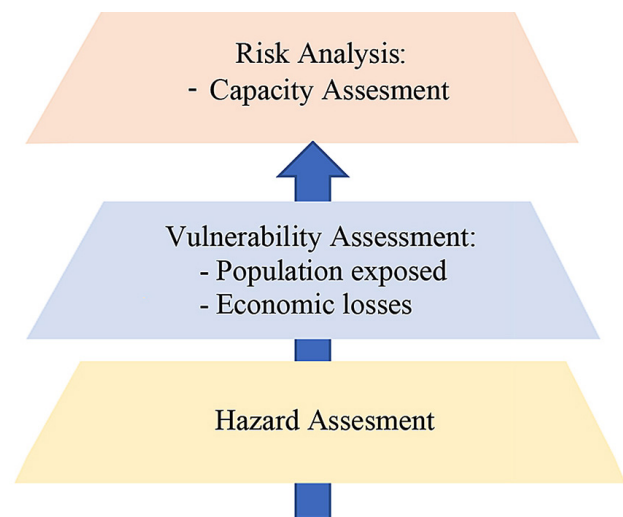 Risk Analysis:
- Capacity Assesment
Vulnerability Assessment:
- Population exposed
- Economic losses
Hazard Assesment